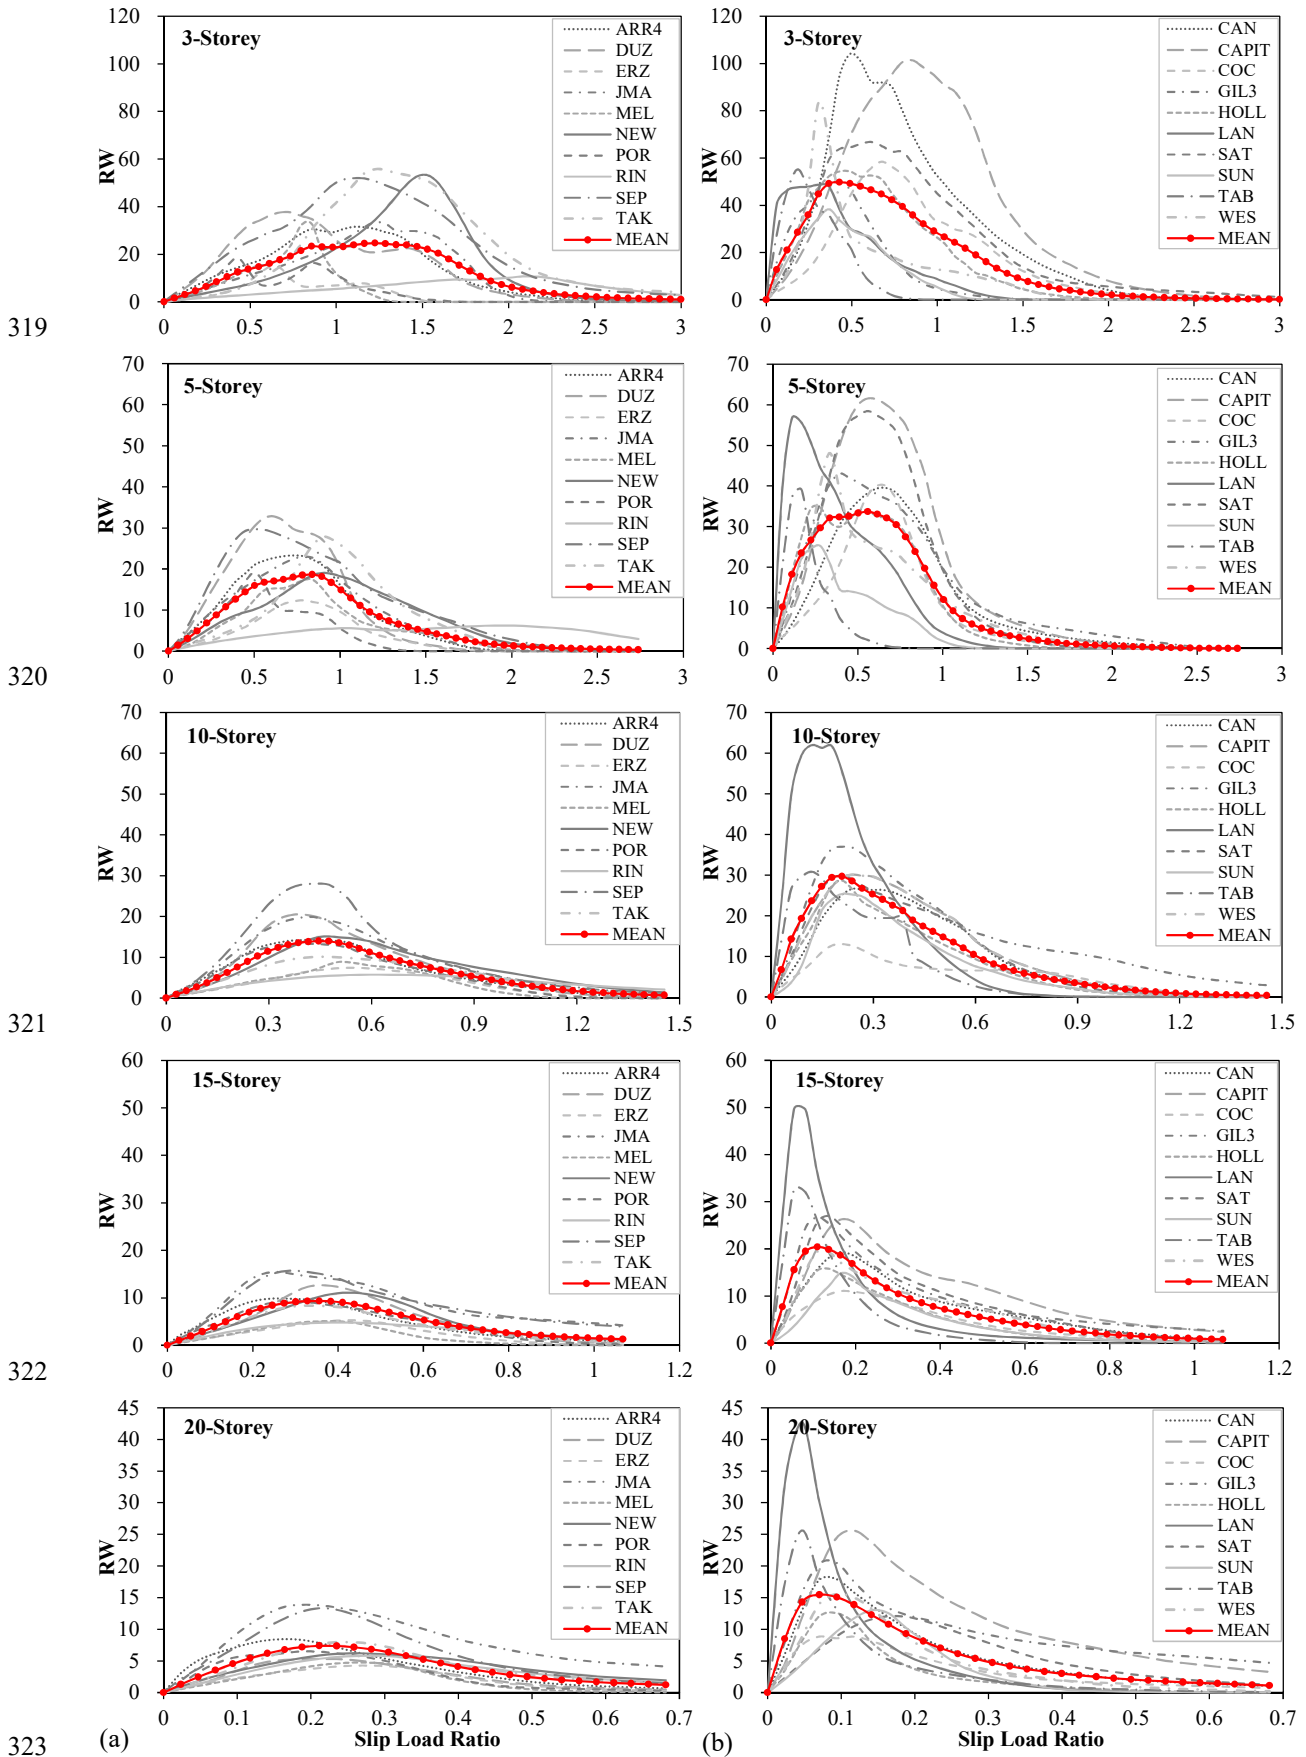 3-Storey
RW
120
100
80
60
40
20
0
0 0.5 1 1.5 2 2.5 3
ARR4
DUZ
ERZ
JMA
MEL
NEW
POR
RIN
SEP
TAK
MEAN
3-Storey
RW
120
100
80
60
40
20
0
0 0.5 1 1.5 2 2.5 3
CAN
CAPIT
COC
GIL3
HOLL
LAN
SAT
SUN
TAB
WES
MEAN
319
5-Storey
RW
70
60
50
40
30
20
10
0
0 0.5 1 1.5 2 2.5 3
ARR4
DUZ
ERZ
JMA
MEL
NEW
POR
RIN
SEP
TAK
MEAN
5-Storey
RW
70
60
50
40
30
20
10
0
0 0.5 1 1.5 2 2.5 3
CAN
CAPIT
COC
GIL3
HOLL
LAN
SAT
SUN
TAB
WES
MEAN
320
10-Storey
RW
70
60
50
40
30
20
10
0
0 0.3 0.6 0.9 1.2 1.5
ARR4
DUZ
ERZ
JMA
MEL
NEW
POR
RIN
SEP
TAK
MEAN
10-Storey
RW
70
60
50
40
30
20
10
0
0 0.3 0.6 0.9 1.2 1.5
CAN
CAPIT
COC
GIL3
HOLL
LAN
SAT
SUN
TAB
WES
MEAN
321
15-Storey
RW
60
50
40
30
20
10
0
0 0.2 0.4 0.6 0.8 1 1.2
ARR4
DUZ
ERZ
JMA
MEL
NEW
POR
RIN
SEP
TAK
MEAN
15-Storey
RW
60
50
40
30
20
10
0
0 0.2 0.4 0.6 0.8 1 1.2
CAN
CAPIT
COC
GIL3
HOLL
LAN
SAT
SUN
TAB
WES
MEAN
322
20-Storey
RW
45
40
35
30
25
20
15
10
5
0
0 0.1 0.2 0.3 0.4 0.5 0.6 0.7
Slip Load Ratio
ARR4
DUZ
ERZ
JMA
MEL
NEW
POR
RIN
SEP
TAK
MEAN
20-Storey
RW
45
40
35
30
25
20
15
10
5
0
0 0.1 0.2 0.3 0.4 0.5 0.6 0.7
Slip Load Ratio
CAN
CAPIT
COC
GIL3
HOLL
LAN
SAT
SUN
TAB
WES
MEAN
323
(a)
(b)